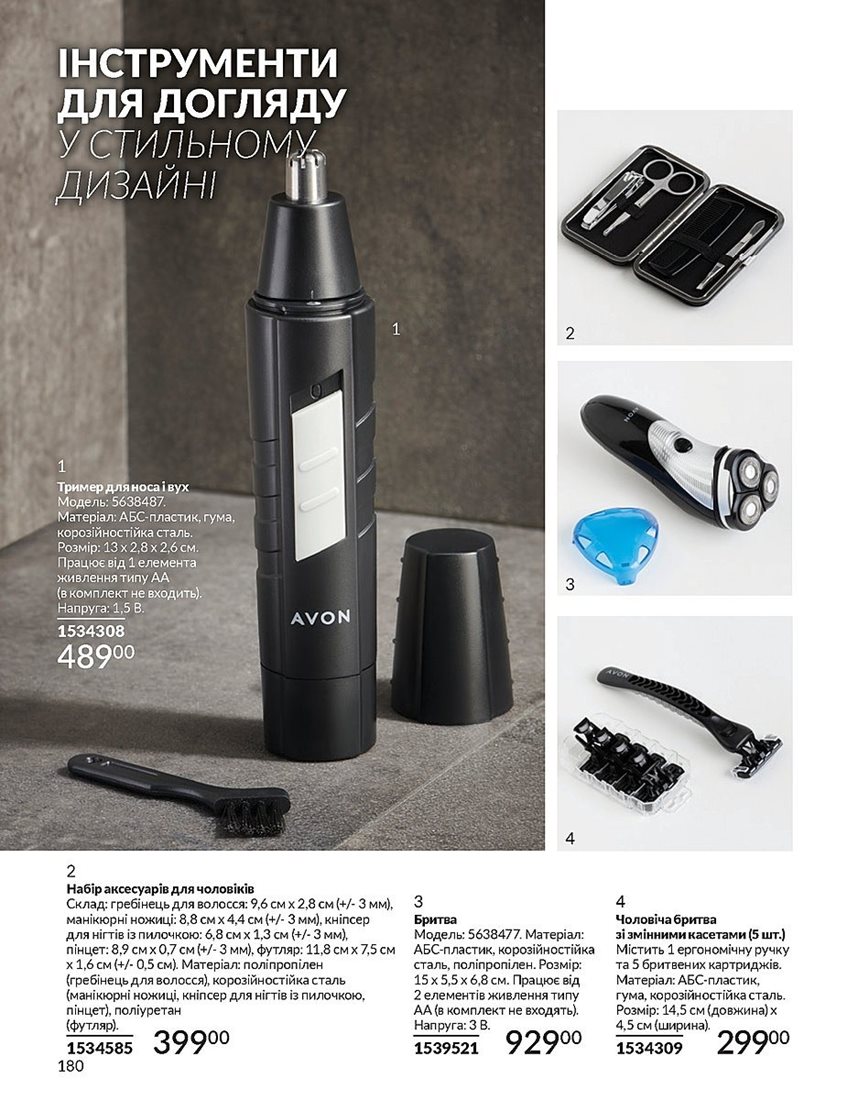 ІНСТРУМЕНТИ
ДЛЯ ДОГЛЯДУ
У СТИЛЬНОМУ
ДИЗАЙНІ
1
0
AVON
1
Тример для носа і вух
Модель: 5638487.
Матеріал: АБС-пластик, гума,
корозійностійка сталь.
Розмір: 13 х 2,8 х 2,6 см.
Працює від 1 елемента
живлення типу АА
(в комплект не входить).
Напруга: 1,5 В.
1534308
48900
2
AVON
3
AVON
4
2
Набір аксесуарів для чоловіків
Склад: гребінець для волосся: 9,6 см х 2,8 см (+/- 3 мм),
манікюрні ножиці: 8,8 см х 4,4 см (+/- 3 мм), кніпсер
для нігтів із пилочкою: 6,8 см х 1,3 см (+/- 3 мм),
пінцет: 8,9 см х 0,7 см (+/- 3 мм), футляр: 11,8 см х 7,5 см
х 1,6 см (+/- 0,5 см). Матеріал: поліпропілен
(гребінець для волосся), корозійностійка сталь
(манікюрні ножиці, кніпсер для нігтів із пилочкою,
пінцет), поліуретан
(футляр).
1534585 39900
3
Бритва
Модель: 5638477. Матеріал:
АБС-пластик, корозійностійка
сталь, поліпропілен. Розмір:
15 х 5,5 х 6,8 см. Працює від
2 елементів живлення типу
АА (в комплект не входять).
Напруга: 3 В.
1539521 92900
4
Чоловіча бритва
зі змінними касетами (5 шт.)
Містить 1 ергономічну ручку
та 5 бритвених картриджів.
Матеріал: АБС-пластик,
гума, корозійностійка сталь.
Розмір: 14,5 см (довжина) х
4,5 см (ширина).
1534309 29900
180